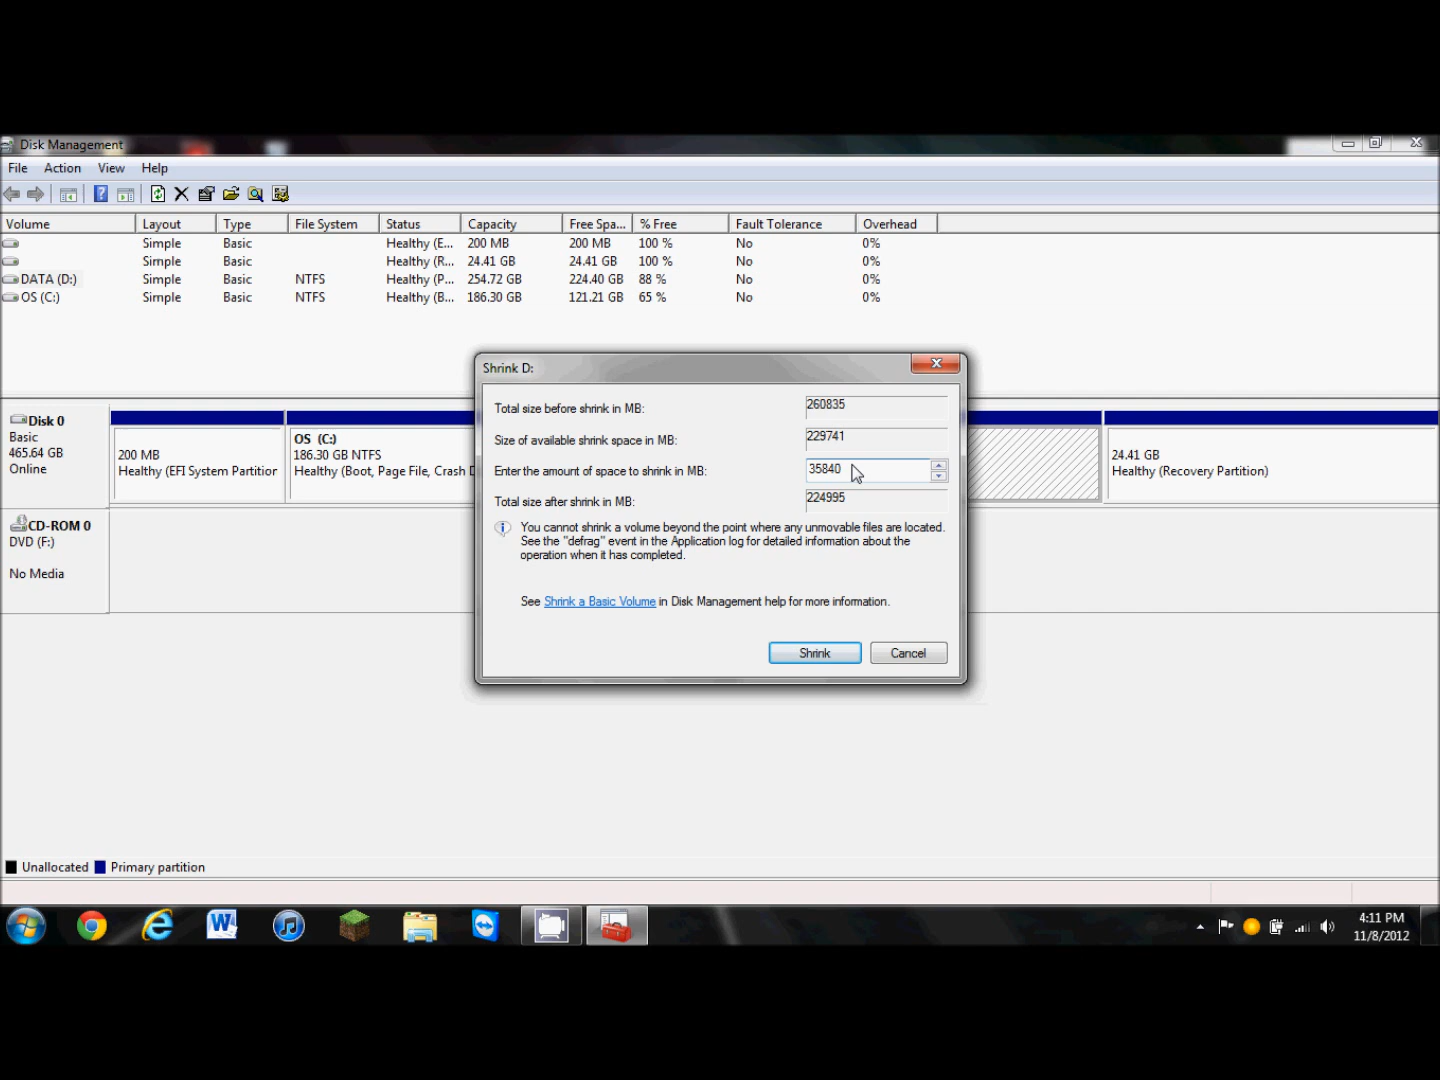 Disk Management
File Action View Help
Volume Layout Type File System Status Capacity Free Spa... % Free Fault Tolerance Overhead
Simple Basic Healthy (E... 200 MB 200 MB 100 % No 0%
Simple Basic Healthy (R... 24.41 GB 24.41 GB 100 % No 0%
DATA (D:) Simple Basic NTFS Healthy (P... 254.72 GB 224.40 GB 88 % No 0%
OS (C:) Simple Basic NTFS Healthy (B... 186.30 GB 121.21 GB 65 % No 0%
Shrink D:
Total size before shrink in MB: 260835
Size of available shrink space in MB: 229741
Enter the amount of space to shrink in MB: 35840
Total size after shrink in MB: 224995
You cannot shrink a volume beyond the point where any unmovable files are located.
See the "defrag" event in the Application log for detailed information about the
operation when it has completed.
See Shrink a Basic Volume in Disk Management help for more information.
Shrink Cancel
Disk 0
Basic
465.64 GB
Online
200 MB
Healthy (EFI System Partitior
OS (C:)
186.30 GB NTFS
Healthy (Boot, Page File, Crash D
24.41 GB
Healthy (Recovery Partition)
CD-ROM 0
DVD (F:)
No Media
Unallocated Primary partition
W
4:11 PM
11/8/2012